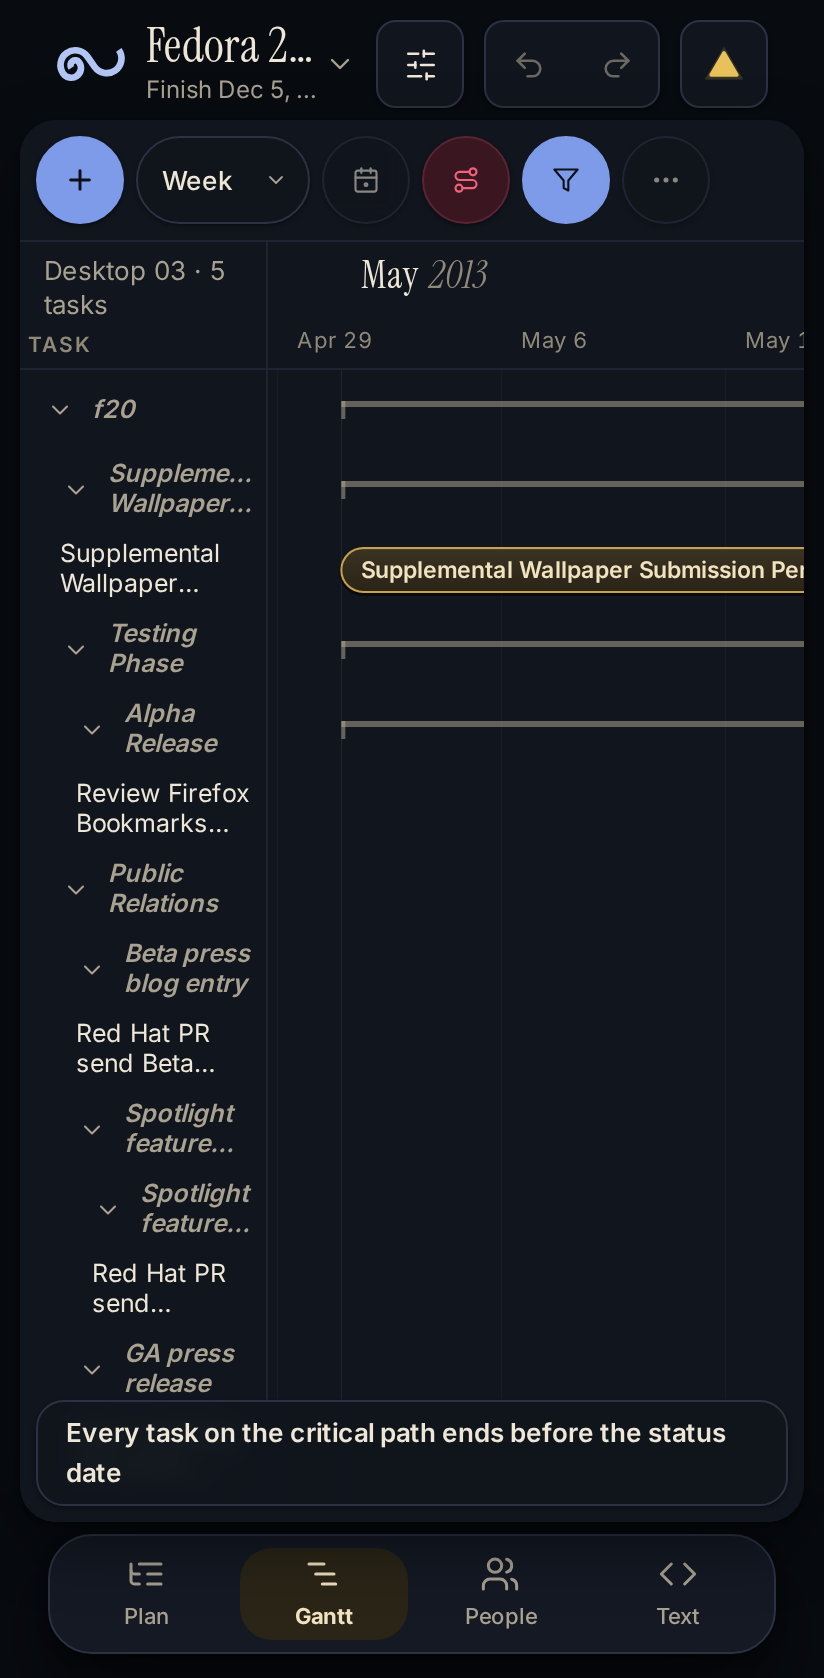 Fedora 2...
Finish Dec 5, ...
Week
Desktop 03 · 5
tasks
TASK
May 2013
Apr 29
May 6
May 1
f20
Suppleme...
Wallpaper...
Supplemental
Wallpaper...
Supplemental Wallpaper Submission Per
Testing
Phase
Alpha
Release
Review Firefox
Bookmarks...
Public
Relations
Beta press
blog entry
Red Hat PR
send Beta...
Spotlight
feature...
Spotlight
feature...
Red Hat PR
send...
GA press
release
Every task on the critical path ends before the status
date
Plan
Gantt
People
Text